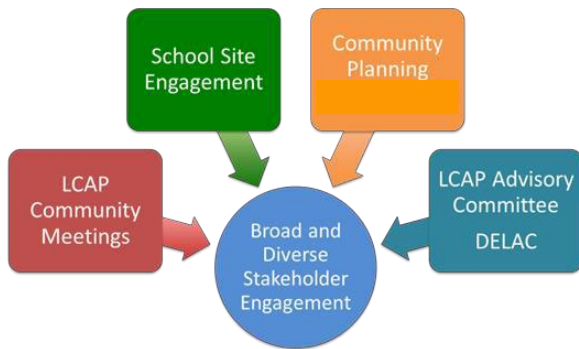 School Site
Engagement
Community
Planning
LCAP
Community
Meetings
LCAP Advisory
Committee
DELAC
Broad and
Diverse
Stakeholder
Engagement